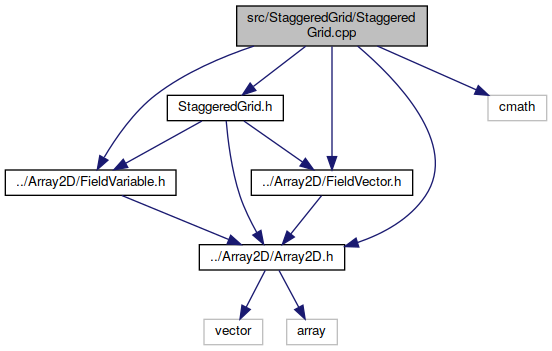 src/StaggeredGrid/Staggered
Grid.cpp
StaggeredGrid.h
cmath
../Array2D/FieldVariable.h
../Array2D/FieldVector.h
../Array2D/Array2D.h
vector
array